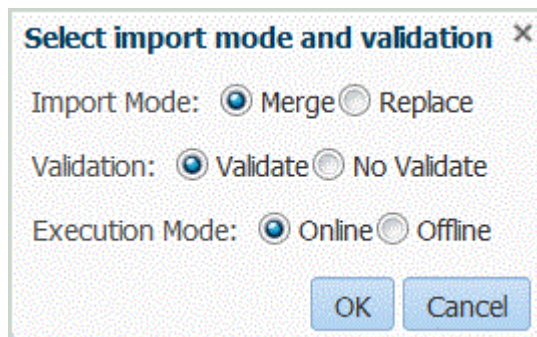 Select import mode and validation
Import Mode: Merge Replace
Validation: Validate No Validate
Execution Mode: Online Offline
OK Cancel